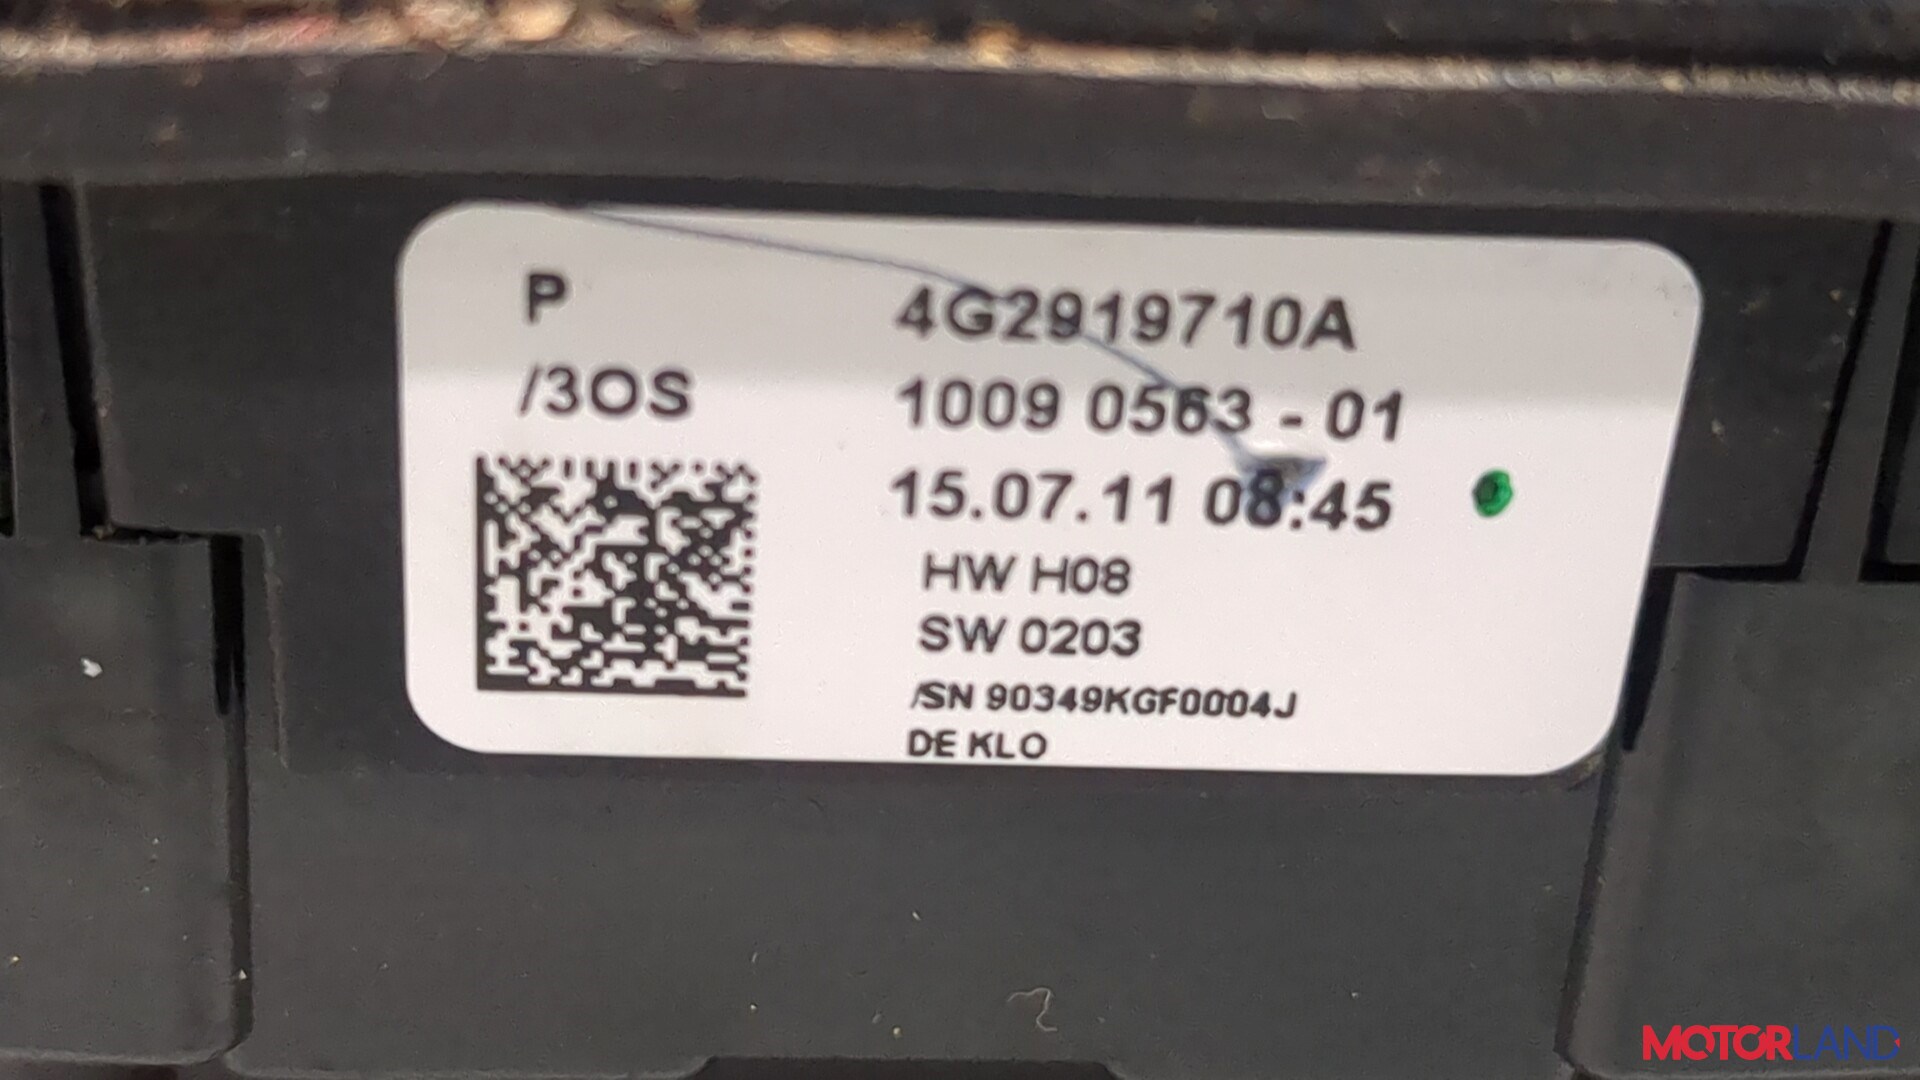 P 4G2919710A
/3OS 1009 0563 - 01
15.07.11 08:45
HW H08
SW 0203
/SN 90349KGF0004J
DE KLO
MOTORLAND